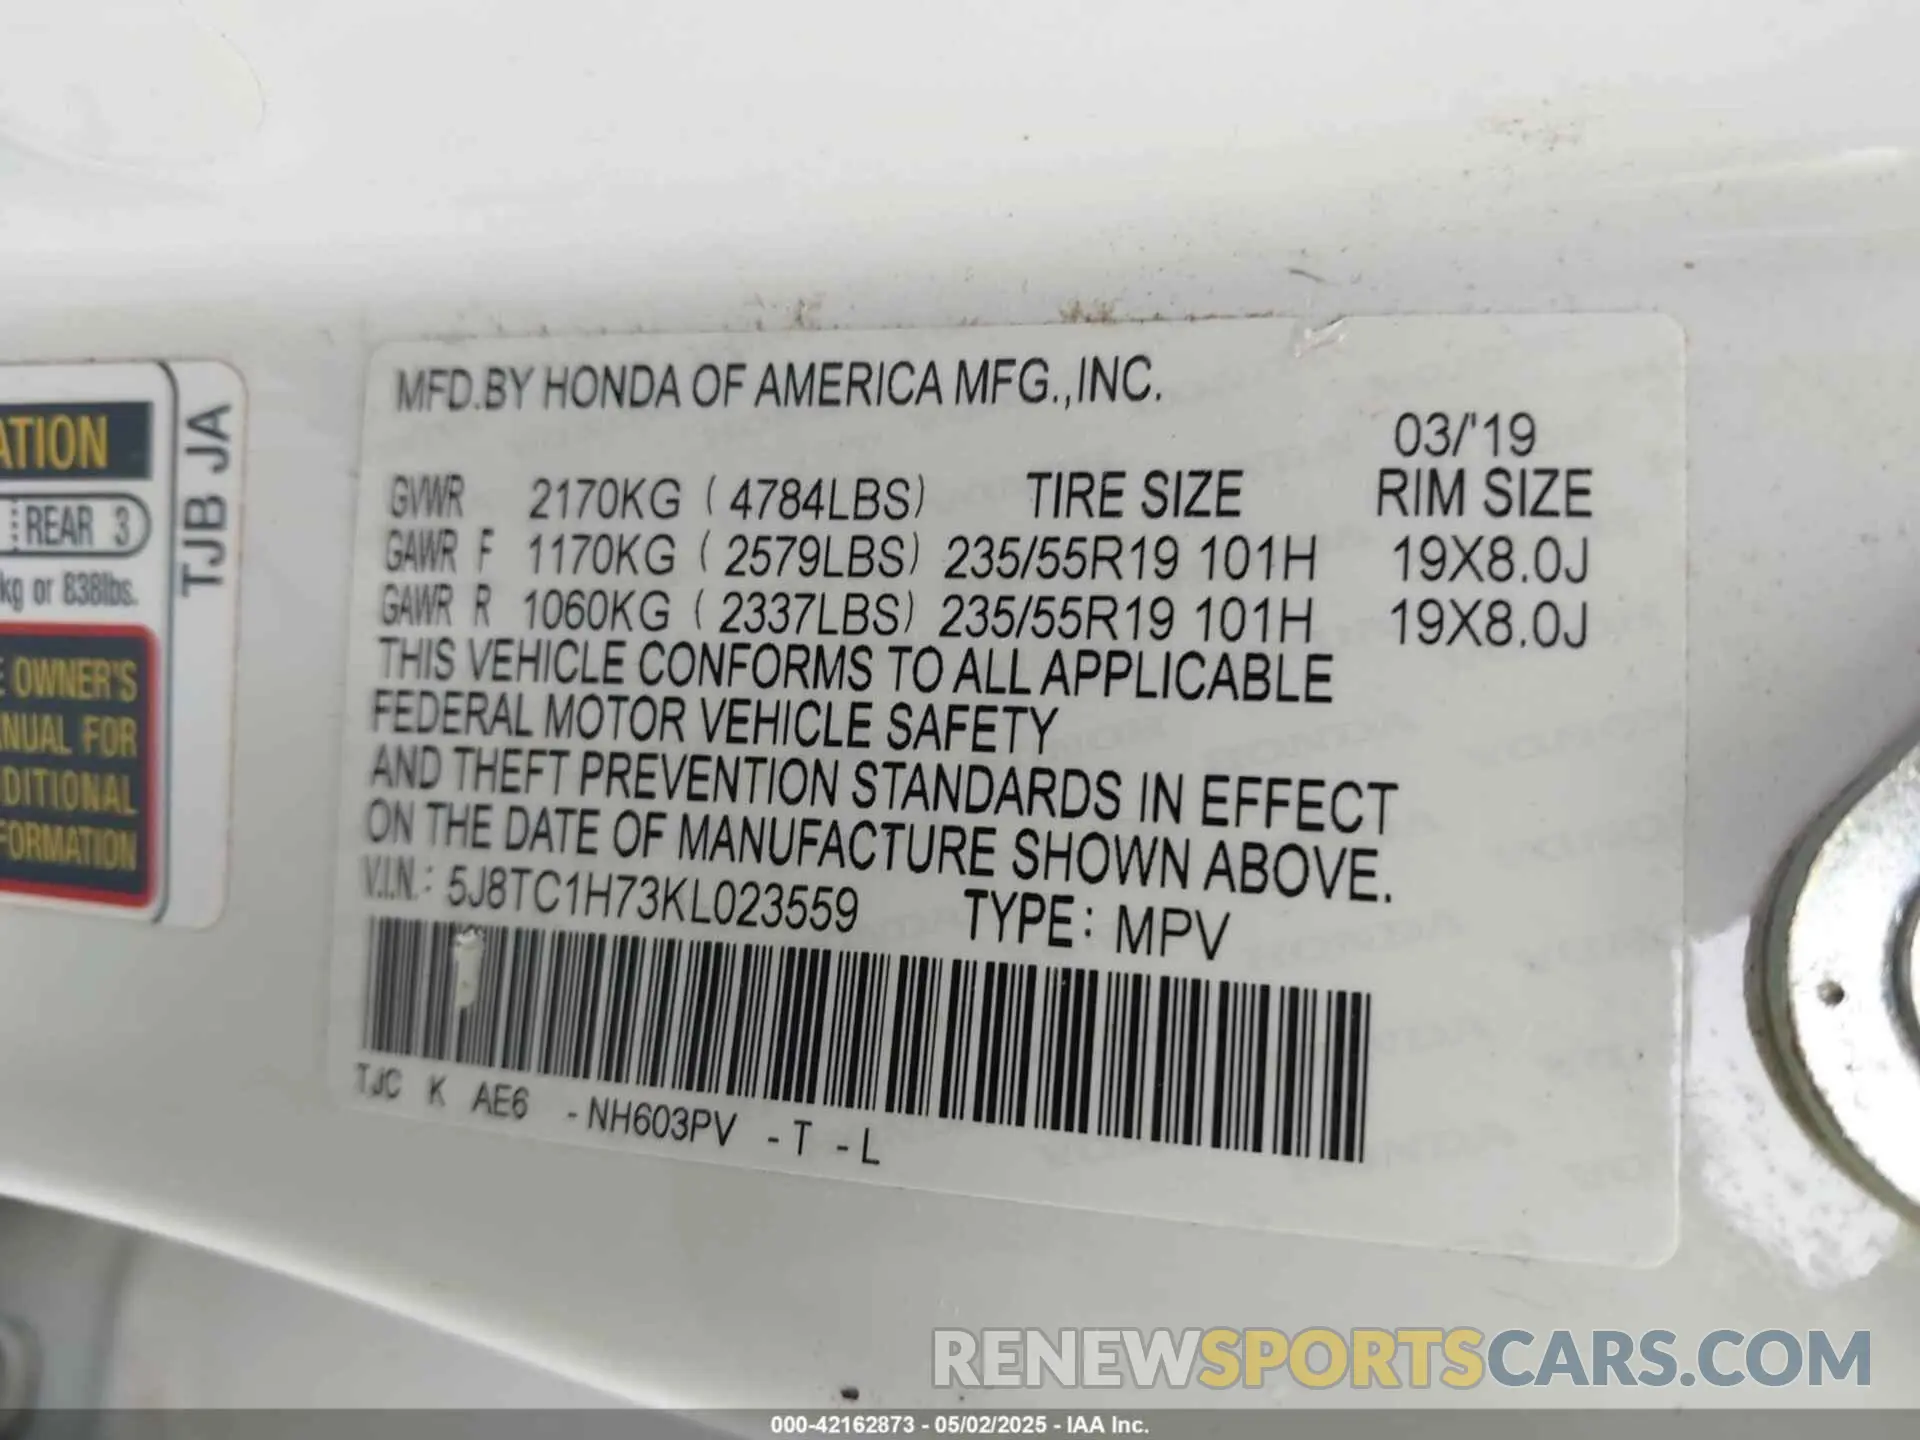 MFD.BY HONDA OF AMERICA MFG.,INC.
03/'19
GVWR 2170KG ( 4784LBS) TIRE SIZE RIM SIZE
GAWR F 1170KG ( 2579LBS) 235/55R19 101H 19X8.0J
GAWR R 1060KG ( 2337LBS) 235/55R19 101H 19X8.0J
THIS VEHICLE CONFORMS TO ALL APPLICABLE
FEDERAL MOTOR VEHICLE SAFETY
AND THEFT PREVENTION STANDARDS IN EFFECT
ON THE DATE OF MANUFACTURE SHOWN ABOVE.
V.I.N.: 5J8TC1H73KL023559 TYPE: MPV
TJC K AE6 -NH603PV -T -L
ATION
REAR 3
kg or 838lbs.
E OWNER'S
NUAL FOR
DITIONAL
FORMATION
TJB JA
RENEWSPORTSCARS.COM
000-42162873 - 05/02/2025 - IAA Inc.